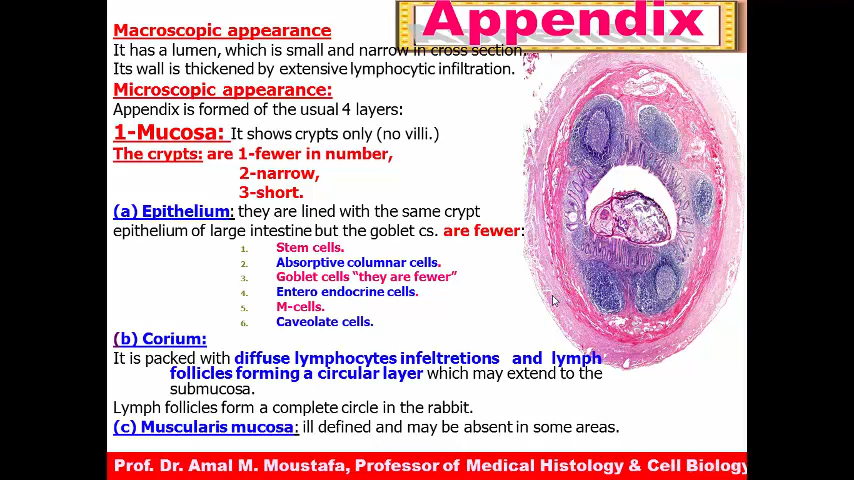 Appendix
Macroscopic appearance
It has a lumen, which is small and narrow in cross section.
Its wall is thickened by extensive lymphocytic infiltration.
Microscopic appearance:
Appendix is formed of the usual 4 layers:
1-Mucosa: It shows crypts only (no villi.)
The crypts: are 1-fewer in number,
2-narrow,
3-short.
(a) Epithelium: they are lined with the same crypt
epithelium of large intestine but the goblet cs. are fewer:
1. Stem cells.
2. Absorptive columnar cells.
3. Goblet cells “they are fewer”
4. Entero endocrine cells.
5. M-cells.
6. Caveolate cells.
(b) Corium:
It is packed with diffuse lymphocytes infeltretions and lymph
follicles forming a circular layer which may extend to the
submucosa.
Lymph follicles form a complete circle in the rabbit.
(c) Muscularis mucosa: ill defined and may be absent in some areas.
Prof. Dr. Amal M. Moustafa, Professor of Medical Histology & Cell Biology